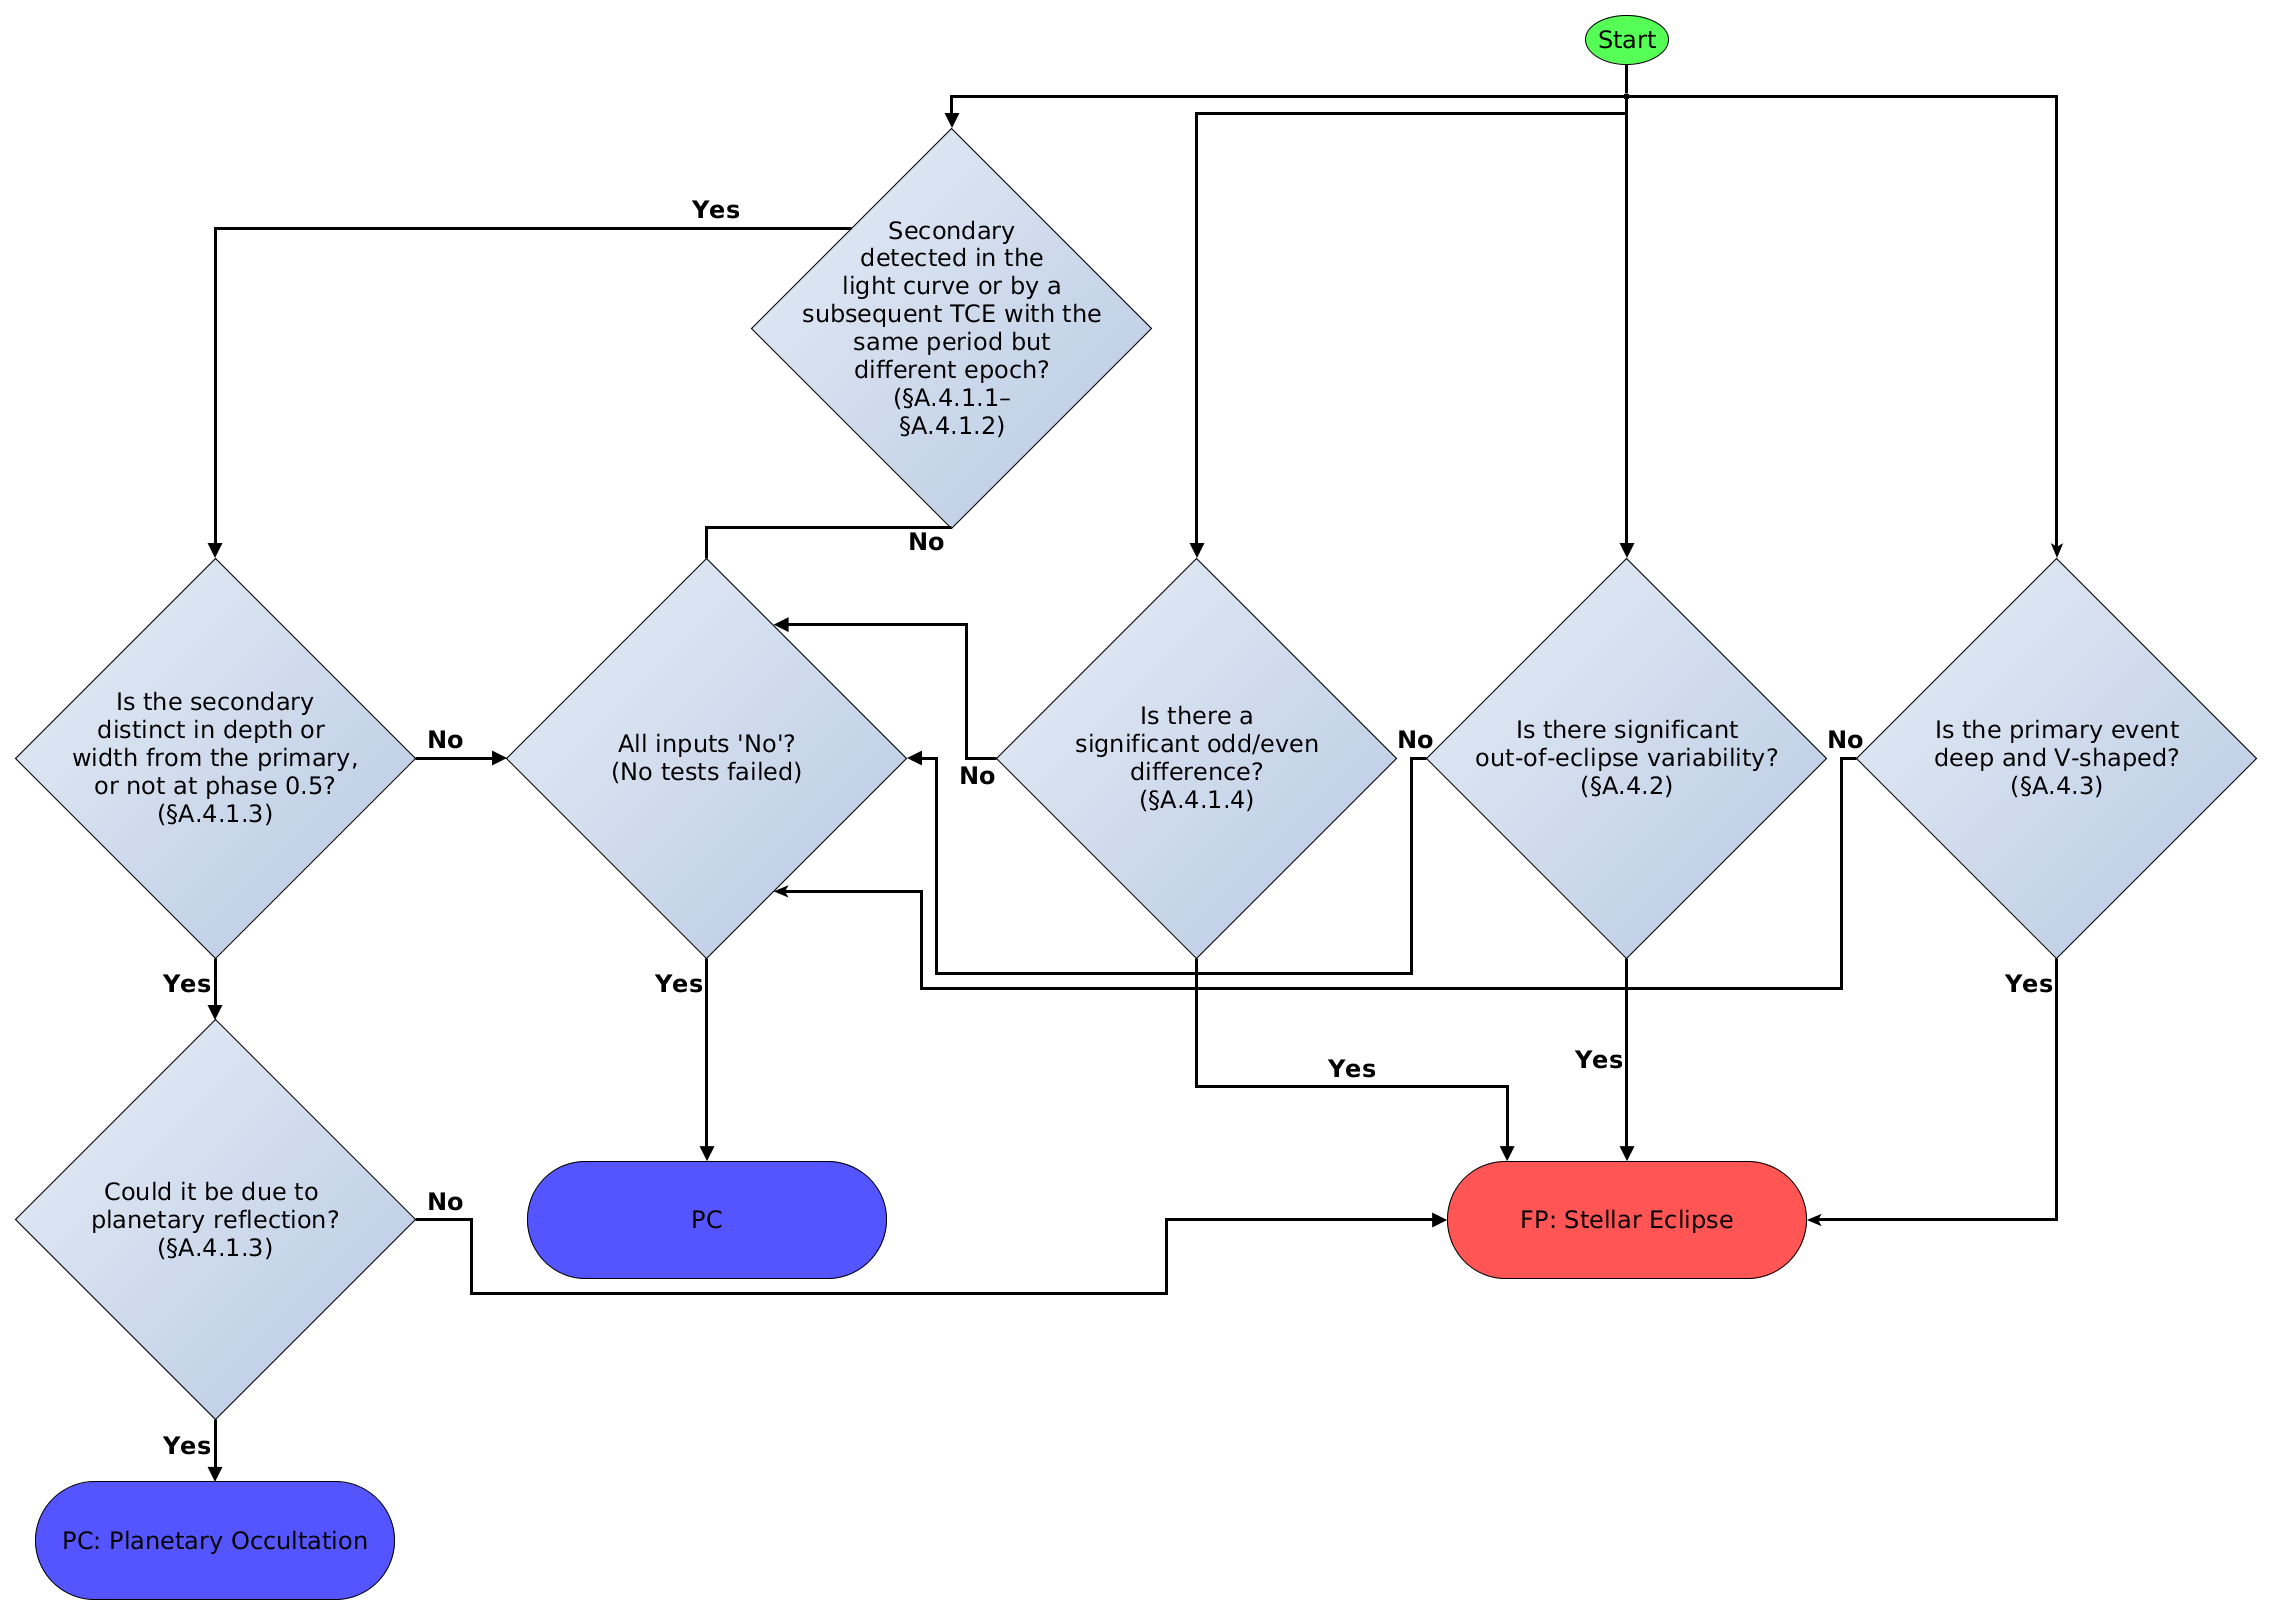 Start
Yes
Secondary
detected in the
light curve or by a
subsequent TCE with the
same period but
different epoch?
(§A.4.1.1–
§A.4.1.2)
No
Is the secondary
distinct in depth or
width from the primary,
or not at phase 0.5?
(§A.4.1.3)
No
All inputs 'No'?
(No tests failed)
No
Is there a
significant odd/even
difference?
(§A.4.1.4)
No
Is there significant
out-of-eclipse variability?
(§A.4.2)
No
Is the primary event
deep and V-shaped?
(§A.4.3)
Yes
Yes
Yes
Yes
Yes
Could it be due to
planetary reflection?
(§A.4.1.3)
No
PC
FP: Stellar Eclipse
Yes
PC: Planetary Occultation